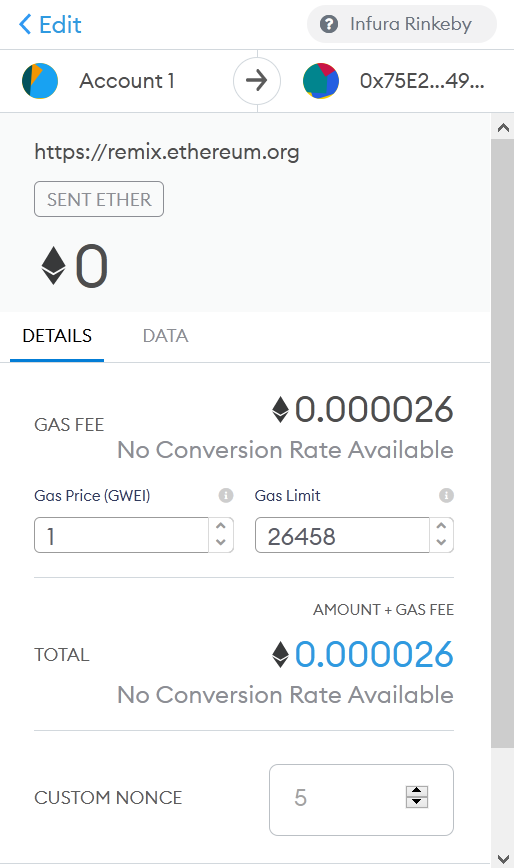 Edit
? Infura Rinkeby
Account 1
0x75E2...49...
https://remix.ethereum.org
SENT ETHER
0
DETAILS
DATA
GAS FEE
0.000026
No Conversion Rate Available
Gas Price (GWEI)
i
Gas Limit
i
1
26458
AMOUNT + GAS FEE
TOTAL
0.000026
No Conversion Rate Available
CUSTOM NONCE
5